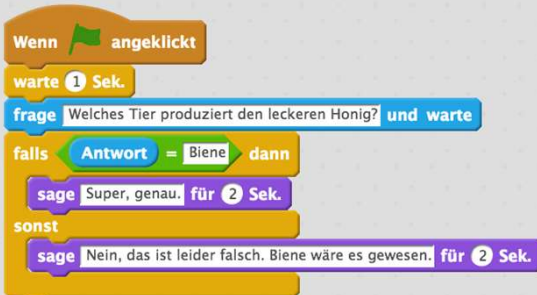 Wenn angeklickt
warte 1 Sek.
frage Welches Tier produziert den leckeren Honig? und warte
falls Antwort = Biene dann
sage Super, genau. für 2 Sek.
sonst
sage Nein, das ist leider falsch. Biene wäre es gewesen. für 2 Sek.